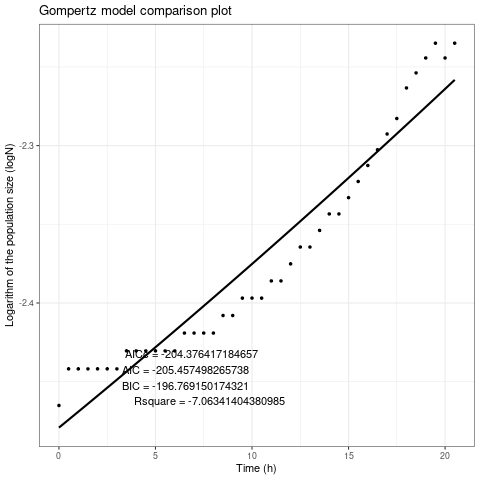 Gompertz model comparison plot
Logarithm of the population size (logN)
-2.3
-2.4
AICc = -204.376417184657
AIC = -205.457498265738
BIC = -196.769150174321
Rsquare = -7.06341404380985
0 5 10 15 20
Time (h)